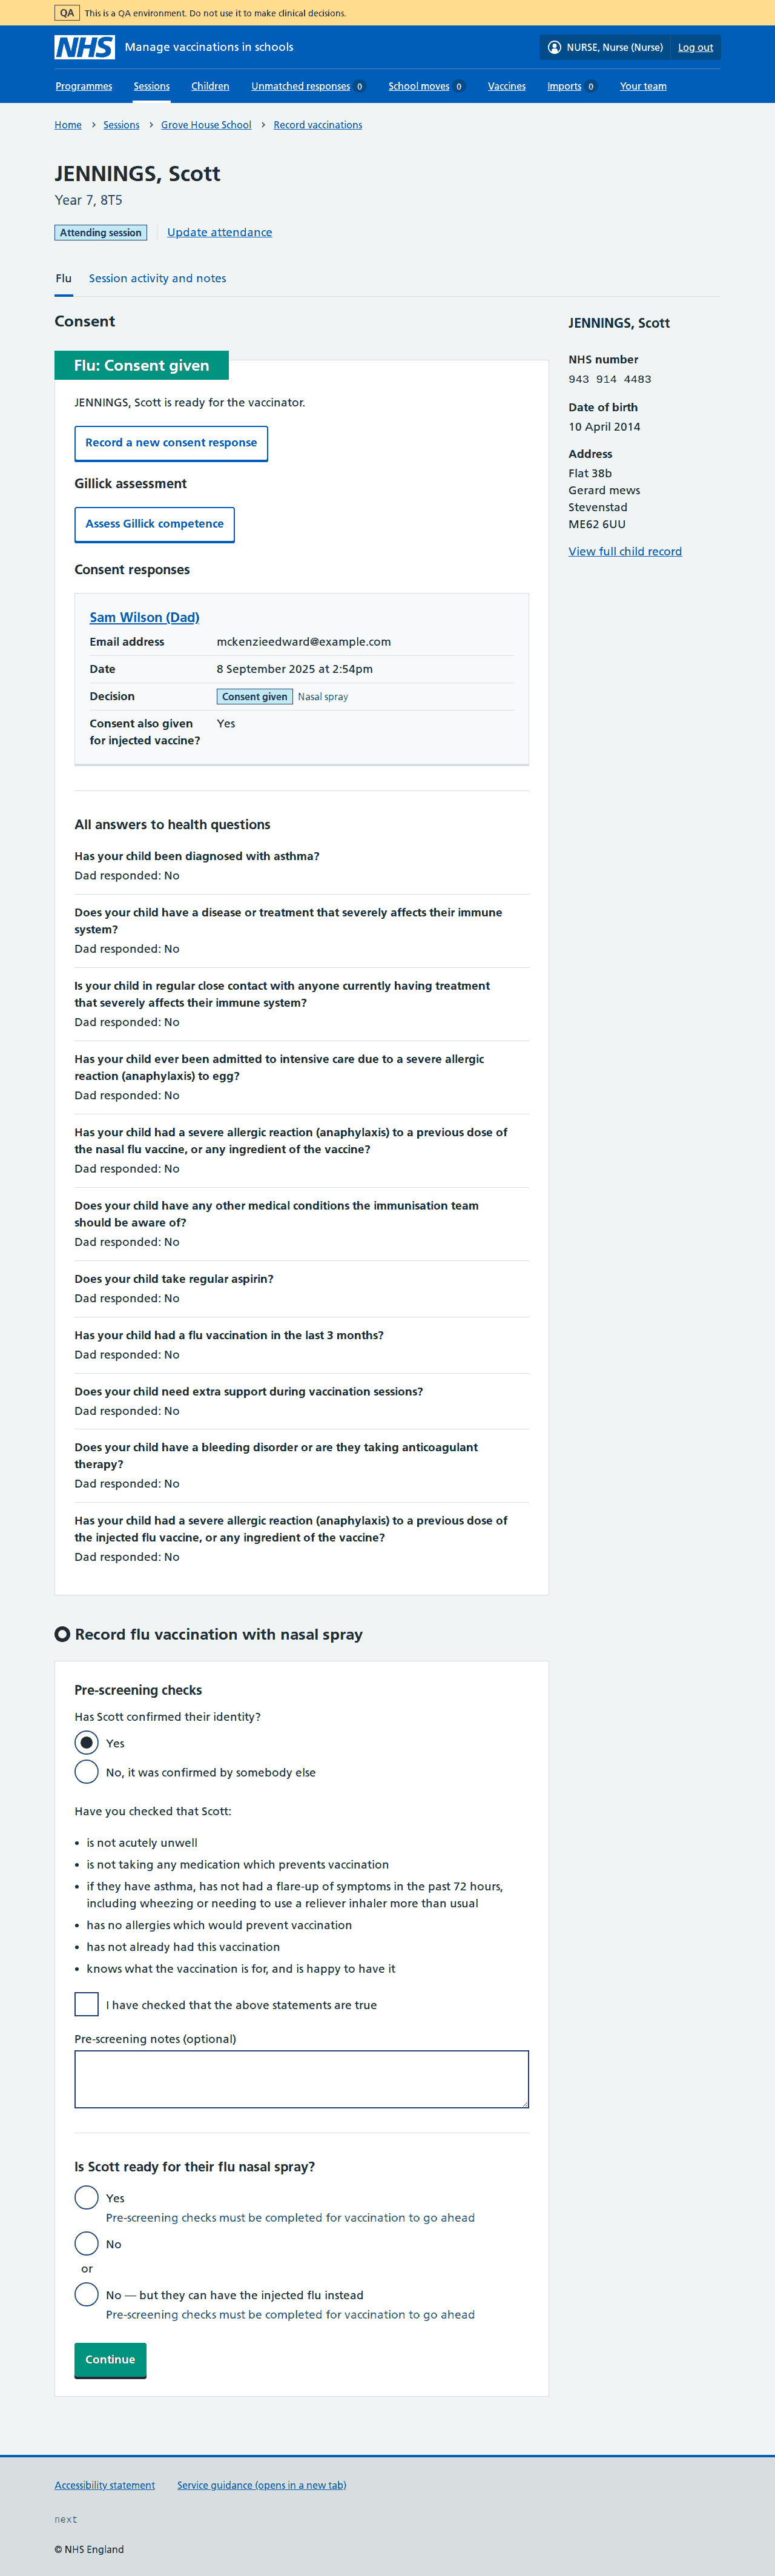 QA This is a QA environment. Do not use it to make clinical decisions.
NHS Manage vaccinations in schools NURSE, Nurse (Nurse) Log out
Programmes Sessions Children Unmatched responses 0 School moves 0 Vaccines Imports 0 Your team
Home Sessions Grove House School Record vaccinations
JENNINGS, Scott
Year 7, 8T5
Attending session Update attendance
Flu Session activity and notes
Consent
Flu: Consent given
JENNINGS, Scott is ready for the vaccinator.
Record a new consent response
Gillick assessment
Assess Gillick competence
Consent responses
Sam Wilson (Dad)
Email address mckenzieedward@example.com
Date 8 September 2025 at 2:54pm
Decision Consent given Nasal spray
Consent also given Yes
for injected vaccine?
All answers to health questions
Has your child been diagnosed with asthma?
Dad responded: No
Does your child have a disease or treatment that severely affects their immune
system?
Dad responded: No
Is your child in regular close contact with anyone currently having treatment
that severely affects their immune system?
Dad responded: No
Has your child ever been admitted to intensive care due to a severe allergic
reaction (anaphylaxis) to egg?
Dad responded: No
Has your child had a severe allergic reaction (anaphylaxis) to a previous dose of
the nasal flu vaccine, or any ingredient of the vaccine?
Dad responded: No
Does your child have any other medical conditions the immunisation team
should be aware of?
Dad responded: No
Does your child take regular aspirin?
Dad responded: No
Has your child had a flu vaccination in the last 3 months?
Dad responded: No
Does your child need extra support during vaccination sessions?
Dad responded: No
Does your child have a bleeding disorder or are they taking anticoagulant
therapy?
Dad responded: No
Has your child had a severe allergic reaction (anaphylaxis) to a previous dose of
the injected flu vaccine, or any ingredient of the vaccine?
Dad responded: No
Record flu vaccination with nasal spray
Pre-screening checks
Has Scott confirmed their identity?
Yes
No, it was confirmed by somebody else
Have you checked that Scott:
• is not acutely unwell
• is not taking any medication which prevents vaccination
• if they have asthma, has not had a flare-up of symptoms in the past 72 hours,
including wheezing or needing to use a reliever inhaler more than usual
• has no allergies which would prevent vaccination
• has not already had this vaccination
• knows what the vaccination is for, and is happy to have it
I have checked that the above statements are true
Pre-screening notes (optional)
Is Scott ready for their flu nasal spray?
Yes
Pre-screening checks must be completed for vaccination to go ahead
No
or
No — but they can have the injected flu instead
Pre-screening checks must be completed for vaccination to go ahead
Continue
JENNINGS, Scott
NHS number
943 914 4483
Date of birth
10 April 2014
Address
Flat 38b
Gerard mews
Stevenstad
ME62 6UU
View full child record
Accessibility statement Service guidance (opens in a new tab)
next
© NHS England